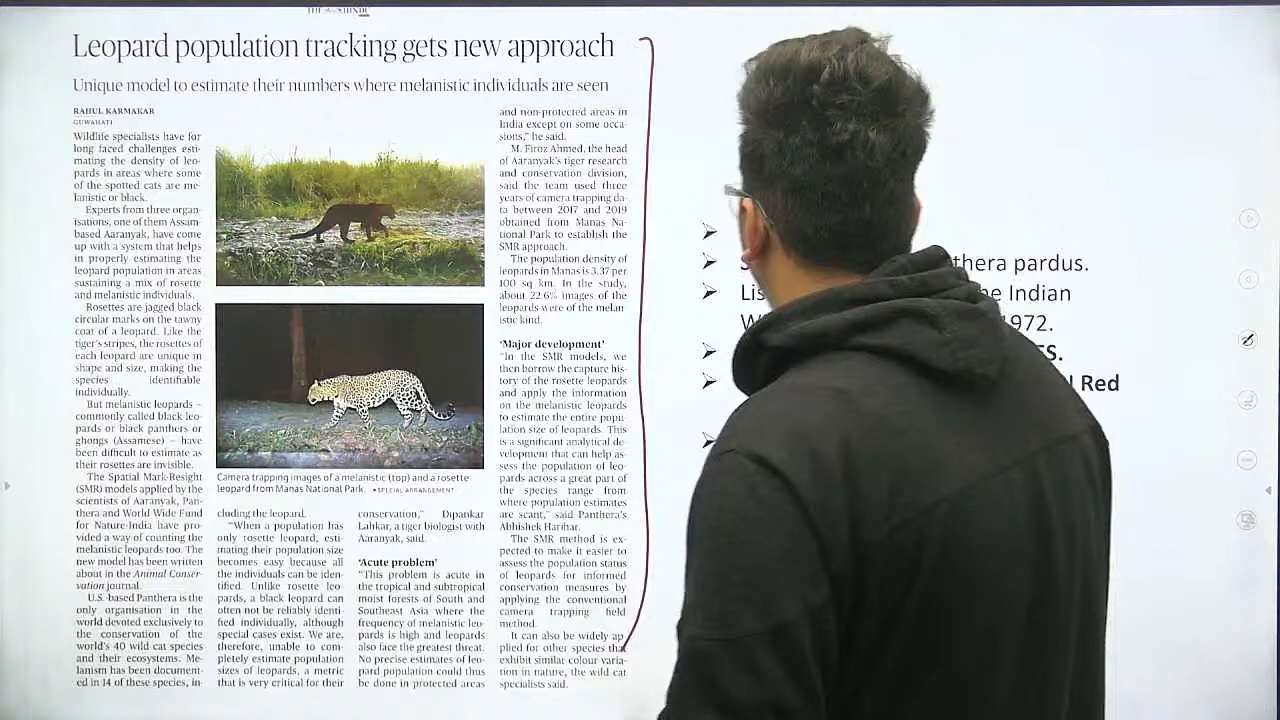 THE HINDU
Leopard population tracking gets new approach
Unique model to estimate their numbers where melanistic individuals are seen
RAHUL KARMAKAR
GUWAHATI
Wildlife specialists have for
long faced challenges esti-
mating the density of leo-
pards in areas where some
of the spotted cats are me-
lanistic or black.
Experts from three organ-
isations, one of them Assam-
based Aaranyak, have come
up with a system that helps
in properly estimating the
leopard population in areas
sustaining a mix of rosette
and melanistic individuals.
Rosettes are jagged black
circular marks on the tawny
coat of a leopard. Like the
tiger's stripes, the rosettes of
each leopard are unique in
shape and size, making the
species identifiable
individually.
But melanistic leopards –
commonly called black leo-
pards or black panthers or
ghongs (Assamese) – have
been difficult to estimate as
their rosettes are invisible.
The Spatial Mark-Resight
(SMR) models applied by the
scientists of Aaranyak, Pan-
thera and World Wide Fund
for Nature-India have pro-
vided a way of counting the
melanistic leopards too. The
new model has been written
about in the Animal Conser-
vation journal.
U.S.-based Panthera is the
only organisation in the
world devoted exclusively to
the conservation of the
world's 40 wild cat species
and their ecosystems. Me-
lanism has been document-
ed in 14 of these species, in-
Camera trapping images of a melanistic (top) and a rosette
leopard from Manas National Park. •SPECIAL ARRANGEMENT
cluding the leopard.
"When a population has
only rosette leopard, esti-
mating their population size
becomes easy because all
the individuals can be iden-
tified. Unlike rosette leo-
pards, a black leopard can
often not be reliably identi-
fied individually, although
special cases exist. We are,
therefore, unable to com-
pletely estimate population
sizes of leopards, a metric
that is very critical for their
conservation," Dipankar
Lahkar, a tiger biologist with
Aaranyak, said.
'Acute problem'
"This problem is acute in
the tropical and subtropical
moist forests of South and
Southeast Asia where the
frequency of melanistic leo-
pards is high and leopards
also face the greatest threat.
No precise estimates of leo-
pard population could thus
be done in protected areas
and non-protected areas in
India except on some occa-
sions," he said.
M. Firoz Ahmed, the head
of Aaranyak's tiger research
and conservation division,
said the team used three
years of camera trapping da-
ta between 2017 and 2019
obtained from Manas Na-
tional Park to establish the
SMR approach.
The population density of
leopards in Manas is 3.37 per
100 sq km. In the study,
about 22.6% images of the
leopards were of the melan-
istic kind.
'Major development'
"In the SMR models, we
then borrow the capture his-
tory of the rosette leopards
and apply the information
on the melanistic leopards
to estimate the entire popu-
lation size of leopards. This
is a significant analytical de-
velopment that can help as-
sess the population of leo-
pards across a great part of
the species range from
where population estimates
are scant," said Panthera's
Abhishek Harihar.
The SMR method is ex-
pected to make it easier to
assess the population status
of leopards for informed
conservation measures by
applying the conventional
camera trapping field
method.
It can also be widely ap-
plied for other species that
exhibit similar colour varia-
tion in nature, the wild cat
specialists said.
thera pardus.
Indian
1972.
Red